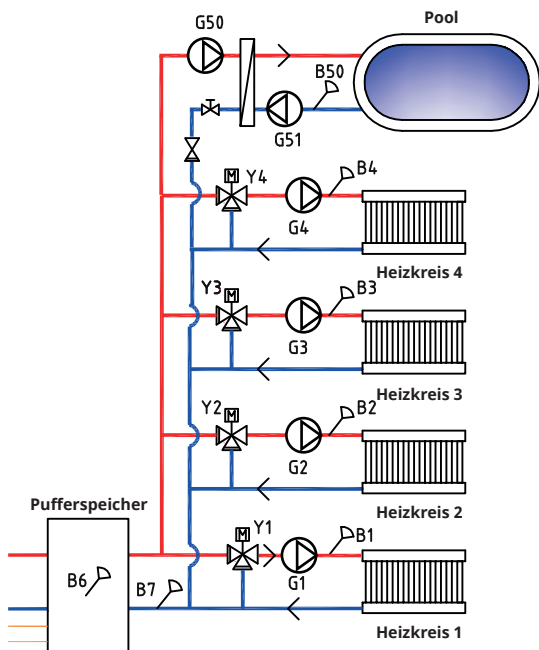 Pool
G50
B50
G51
M
Y4
B4
G4
Heizkreis 4
Y3
M
B3
G3
Heizkreis 3
Y2
M
B2
G2
Heizkreis 2
Pufferspeicher
M
Y1
B1
G1
B6
B7
Heizkreis 1